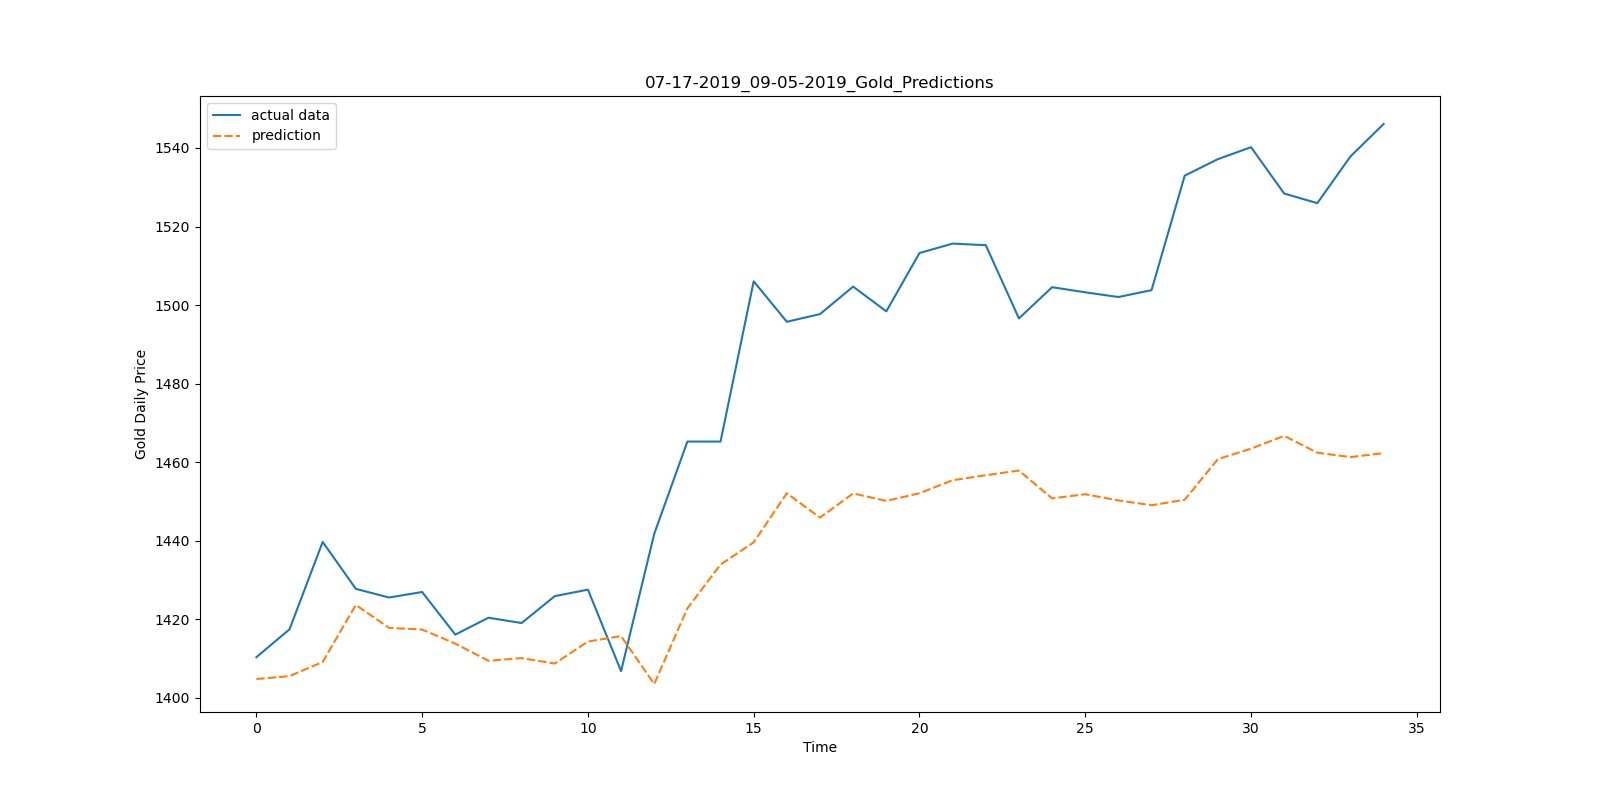 07-17-2019_09-05-2019_Gold_Predictions
actual data
prediction
1540
1520
1500
1480
1460
1440
1420
1400
Gold Daily Price
0 5 10 15 20 25 30 35
Time